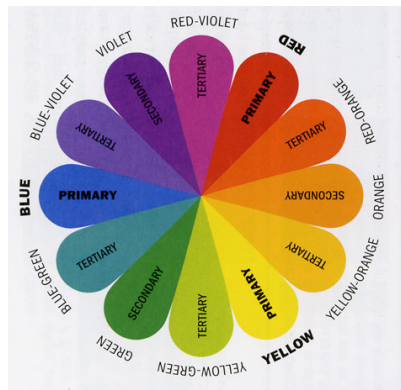 RED-VIOLET
TERTIARY
RED
PRIMARY
RED-ORANGE
TERTIARY
ORANGE
SECONDARY
YELLOW-ORANGE
TERTIARY
YELLOW
PRIMARY
YELLOW-GREEN
TERTIARY
GREEN
SECONDARY
BLUE-GREEN
TERTIARY
BLUE
PRIMARY
BLUE-VIOLET
TERTIARY
VIOLET
SECONDARY